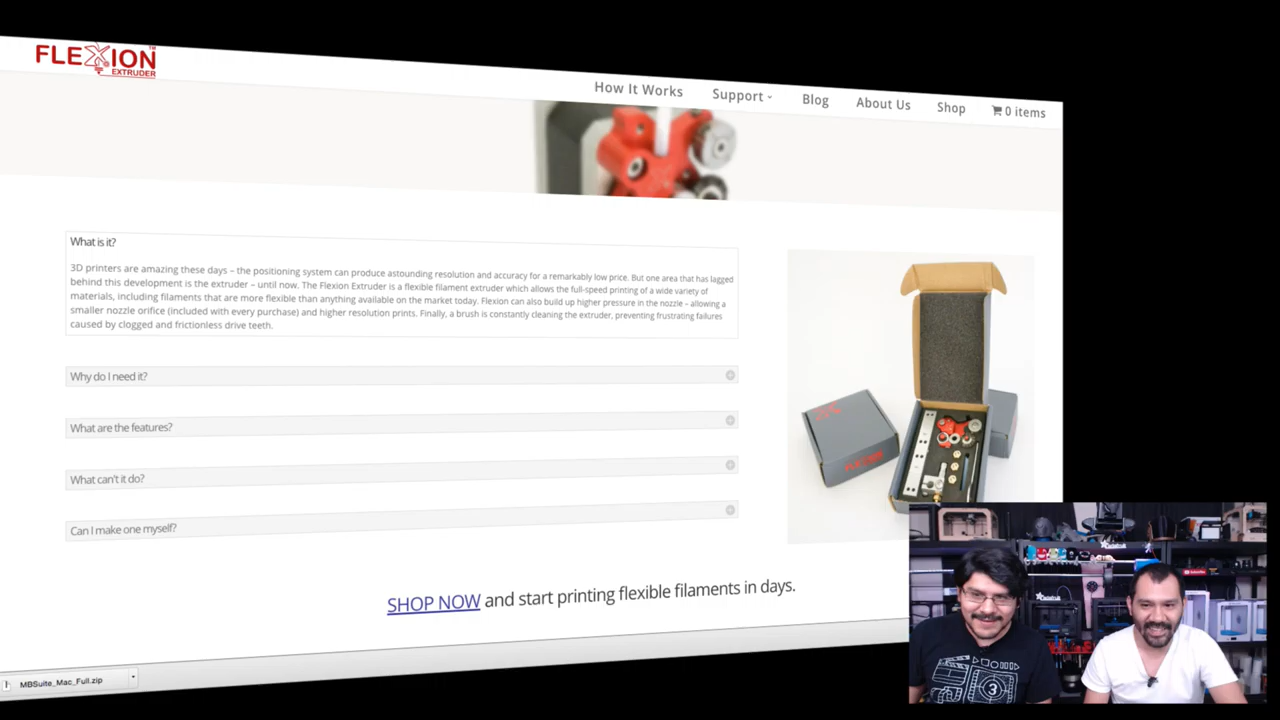 FLEXION
TM
EXTRUDER
How It Works
Support
Blog
About Us
Shop
0 items
What is it?
3D printers are amazing these days – the positioning system can produce astounding resolution and accuracy for a remarkably low price. But one area that has lagged
behind this development is the extruder – until now. The Flexion Extruder is a flexible filament extruder which allows the full-speed printing of a wide variety of
materials, including filaments that are more flexible than anything available on the market today. Flexion can also build up higher pressure in the nozzle – allowing a
smaller nozzle orifice (included with every purchase) and higher resolution prints. Finally, a brush is constantly cleaning the extruder, preventing frustrating failures
caused by clogged and frictionless drive teeth.
Why do I need it?
What are the features?
What can't it do?
Can I make one myself?
SHOP NOW and start printing flexible filaments in days.
MBSuite_Mac_Full.zip
3